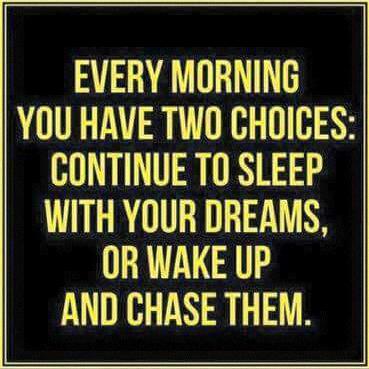 EVERY MORNING
YOU HAVE TWO CHOICES:
CONTINUE TO SLEEP
WITH YOUR DREAMS,
OR WAKE UP
AND CHASE THEM.